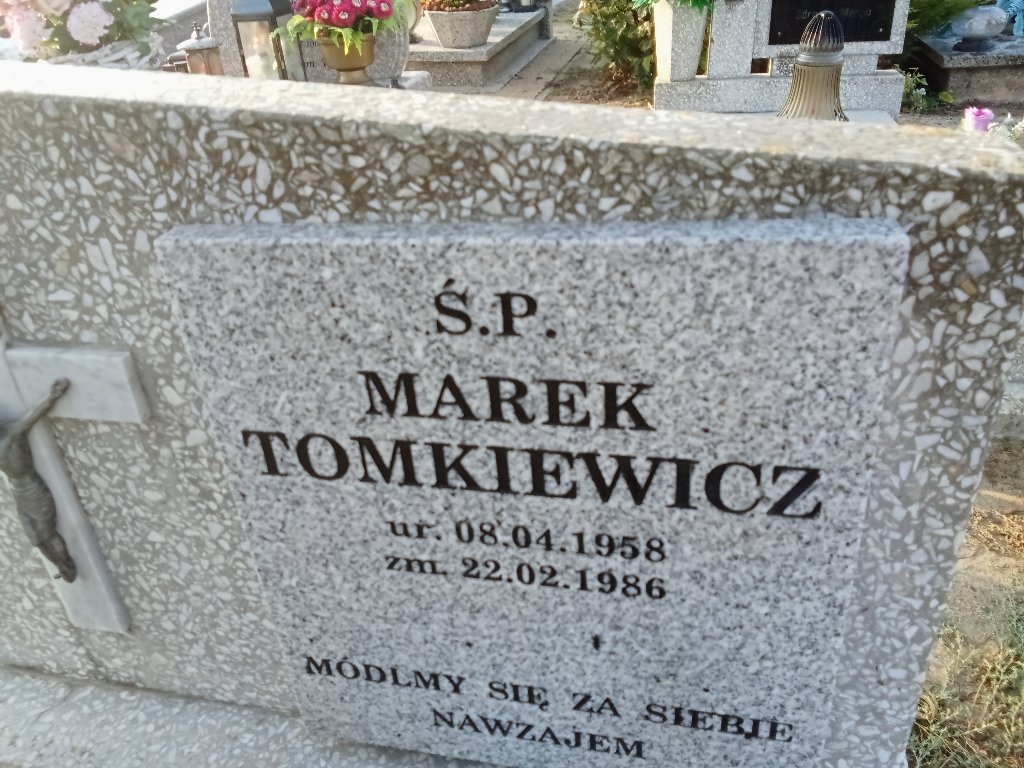 Ś.P.
MAREK
TOMKIEWICZ
ur. 08.04.1958
zm. 22.02.1986
MÓDLMY SIĘ ZA SIEBIE
NAWZAJEM